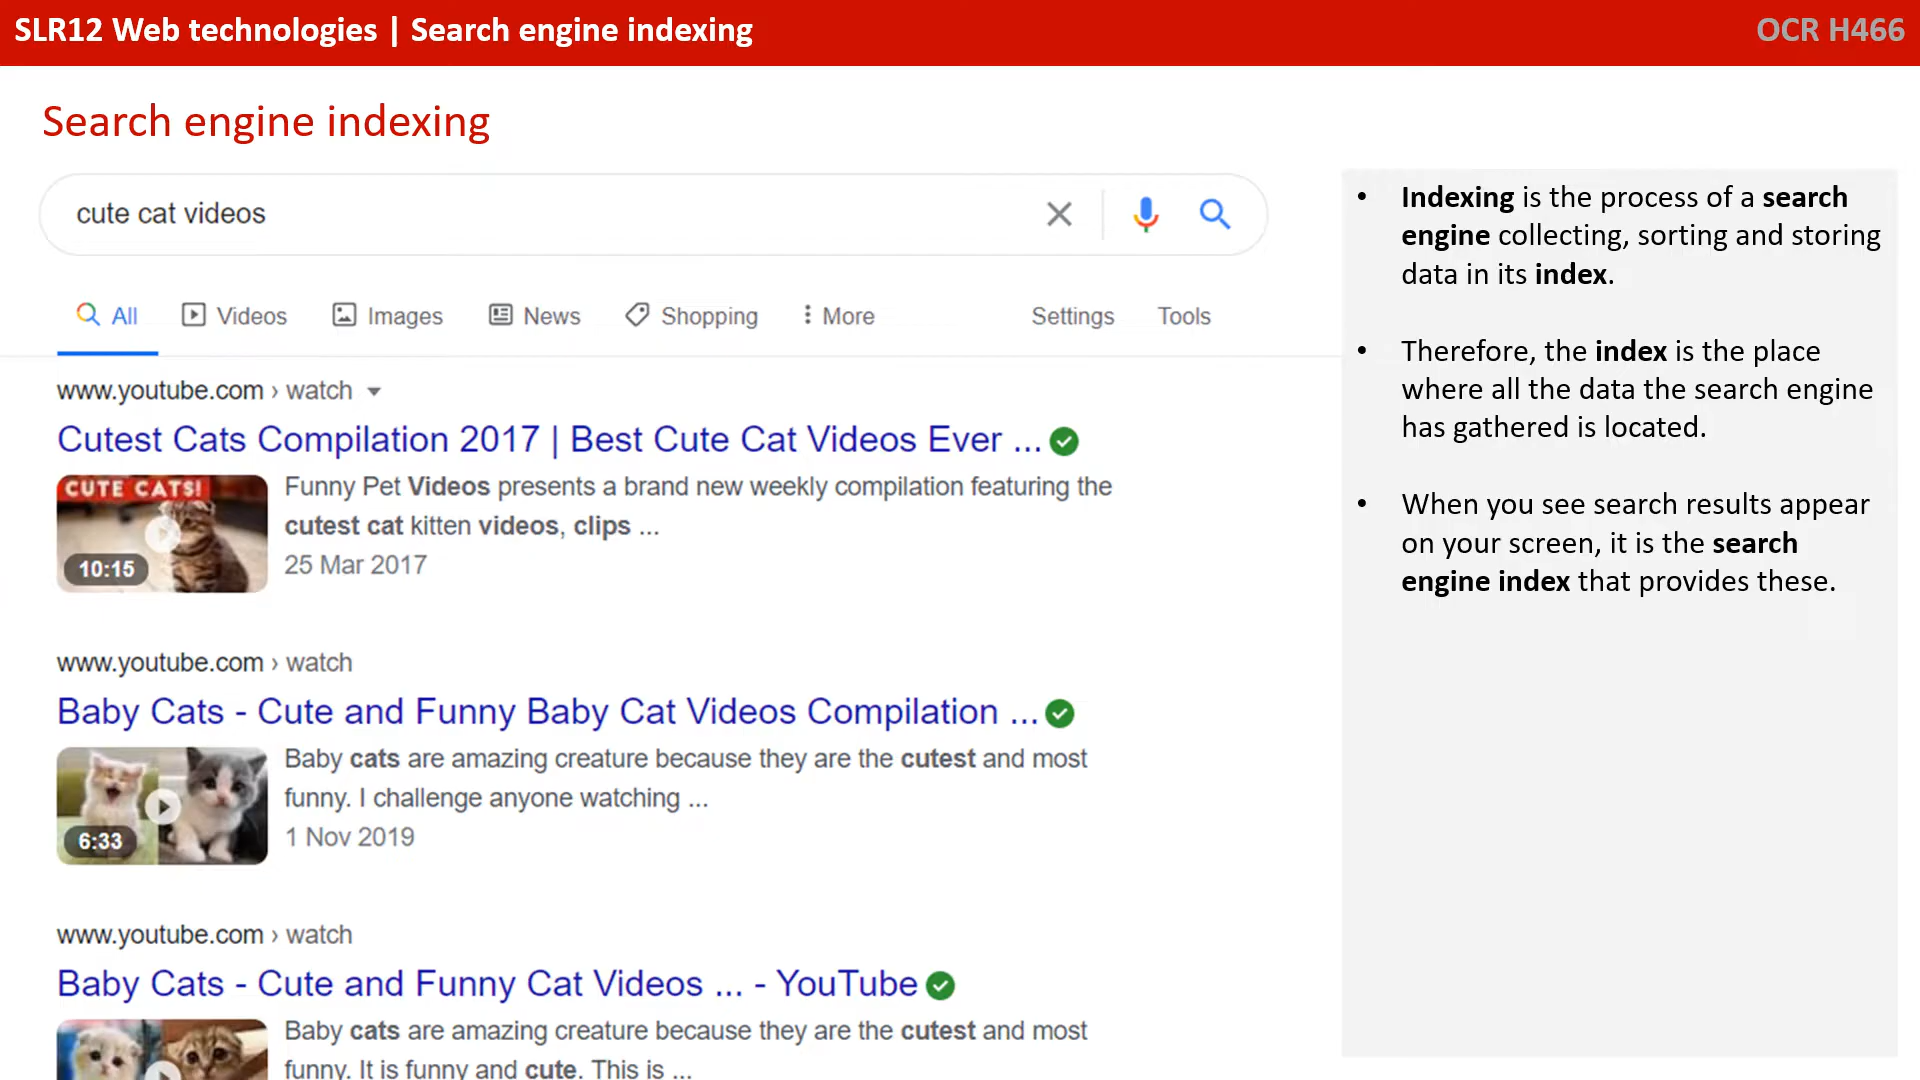 SLR12 Web technologies | Search engine indexing
OCR H466
Search engine indexing
cute cat videos
All Videos Images News Shopping More Settings Tools
www.youtube.com › watch
Cutest Cats Compilation 2017 | Best Cute Cat Videos Ever ...
CUTE CATS!
10:15
Funny Pet Videos presents a brand new weekly compilation featuring the
cutest cat kitten videos, clips ...
25 Mar 2017
www.youtube.com › watch
Baby Cats - Cute and Funny Baby Cat Videos Compilation ...
6:33
Baby cats are amazing creature because they are the cutest and most
funny. I challenge anyone watching ...
1 Nov 2019
www.youtube.com › watch
Baby Cats - Cute and Funny Cat Videos ... - YouTube
Baby cats are amazing creature because they are the cutest and most
funny. It is funny and cute. This is ...
• Indexing is the process of a search
engine collecting, sorting and storing
data in its index.
• Therefore, the index is the place
where all the data the search engine
has gathered is located.
• When you see search results appear
on your screen, it is the search
engine index that provides these.